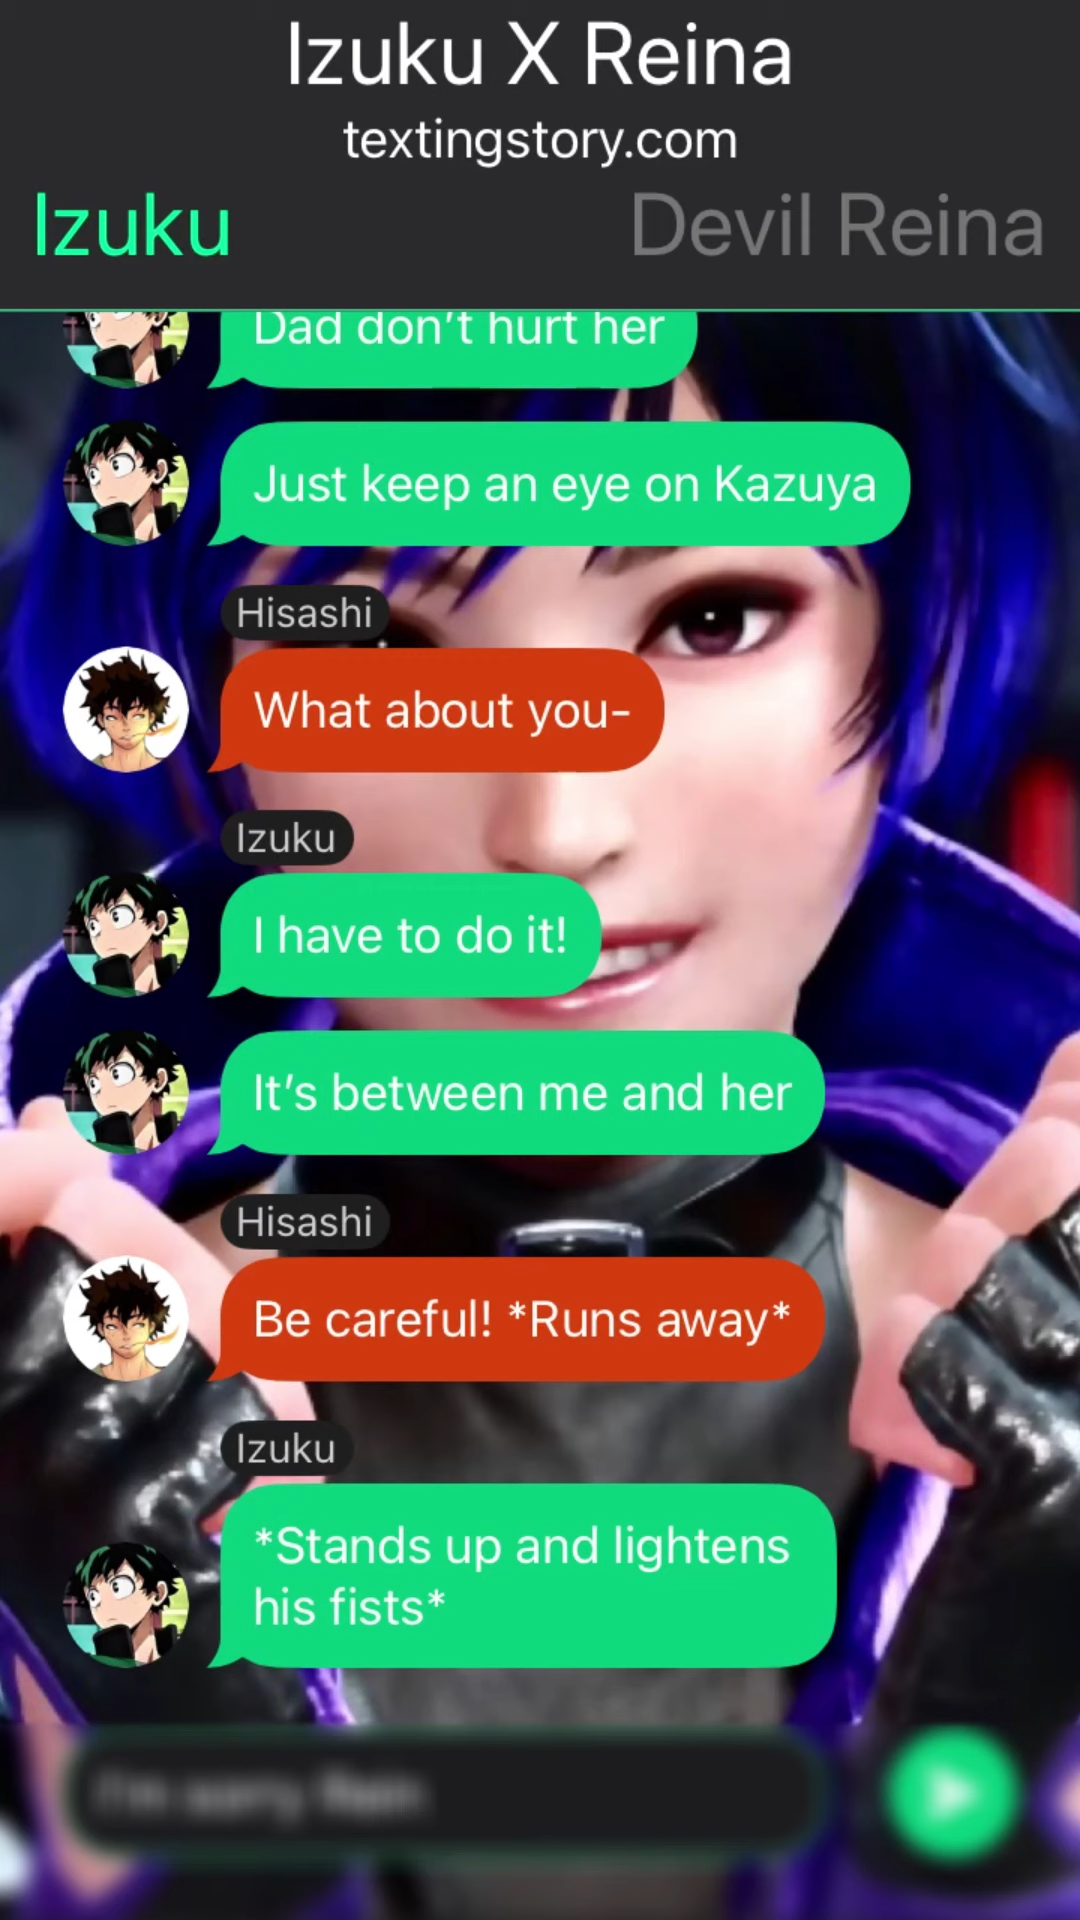 Izuku X Reina
textingstory.com
Izuku
Devil Reina
Dad don't hurt her
Just keep an eye on Kazuya
Hisashi
What about you-
Izuku
I have to do it!
It's between me and her
Hisashi
Be careful! *Runs away*
Izuku
*Stands up and lightens
his fists*